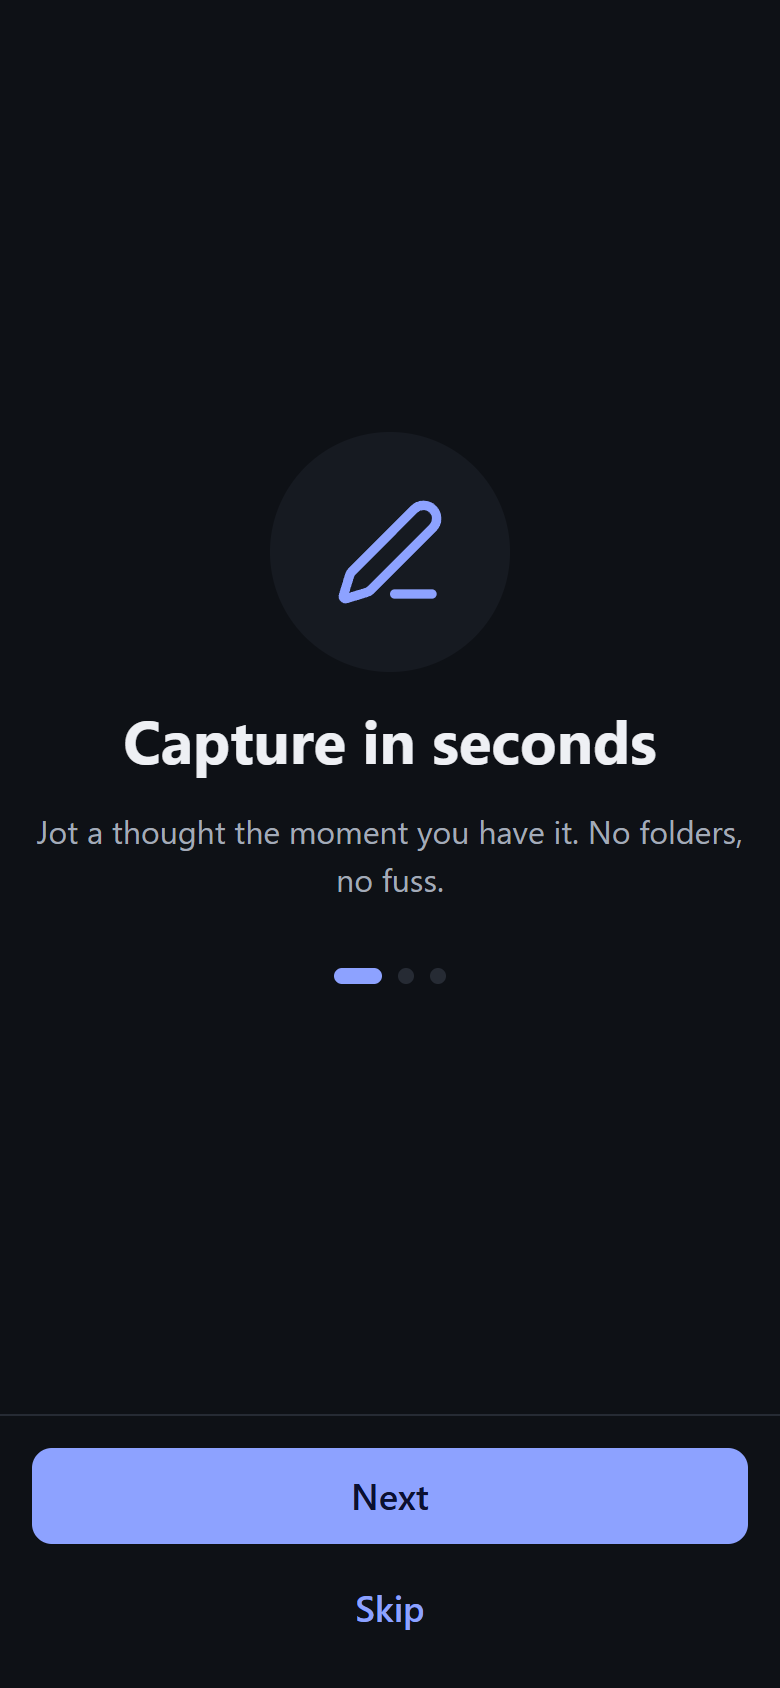 Capture in seconds
Jot a thought the moment you have it. No folders,
no fuss.
Next
Skip